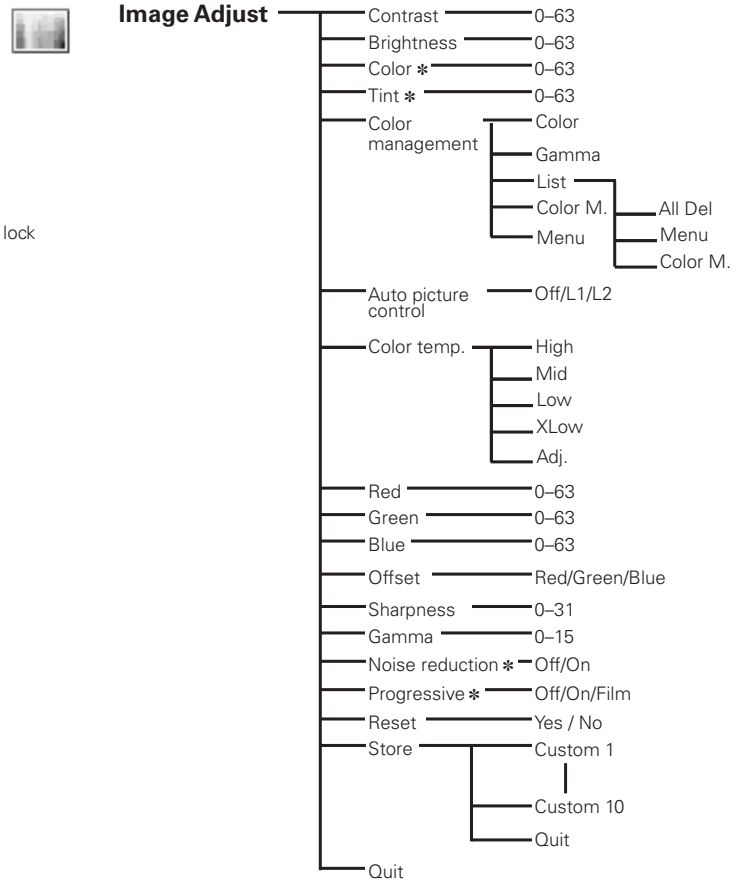 Image Adjust
Contrast 0–63
Brightness 0–63
Color ✻ 0–63
Tint ✻ 0–63
Color
management
Color
Gamma
List
Color M.
Menu
All Del
Menu
Color M.
lock
Auto picture
control
Off/L1/L2
Color temp. High
Mid
Low
XLow
Adj.
Red 0–63
Green 0–63
Blue 0–63
Offset Red/Green/Blue
Sharpness 0–31
Gamma 0–15
Noise reduction ✻ Off/On
Progressive ✻ Off/On/Film
Reset Yes / No
Store Custom 1
Custom 10
Quit
Quit